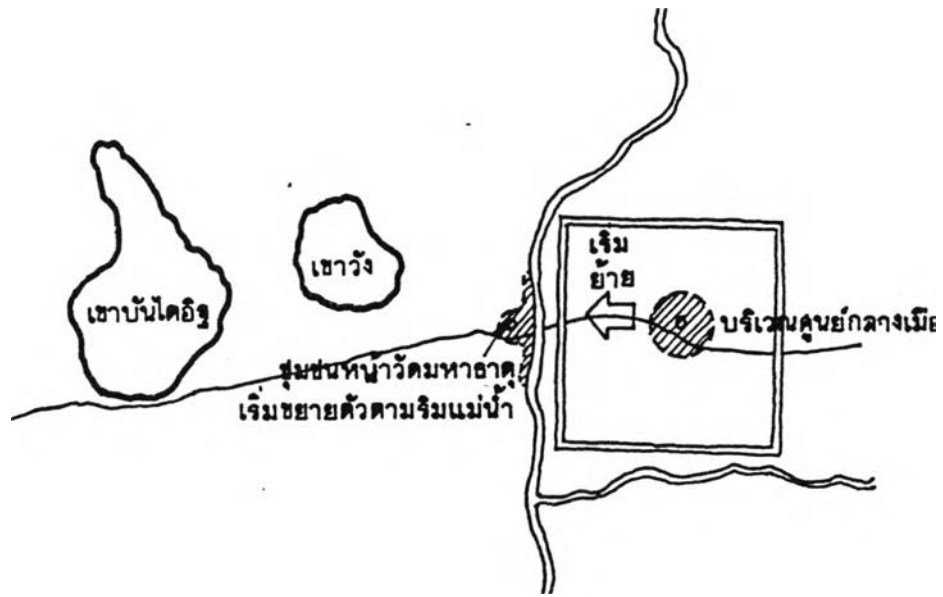 เริ่ม
ย้าย
เขาวัง
เขาบันไดอิฐ
บริเวณศูนย์กลางเมือ
ชุมชนหน้าวัดมหาธาตุ
เริ่มขยายตัวตามริมแม่น้ำ